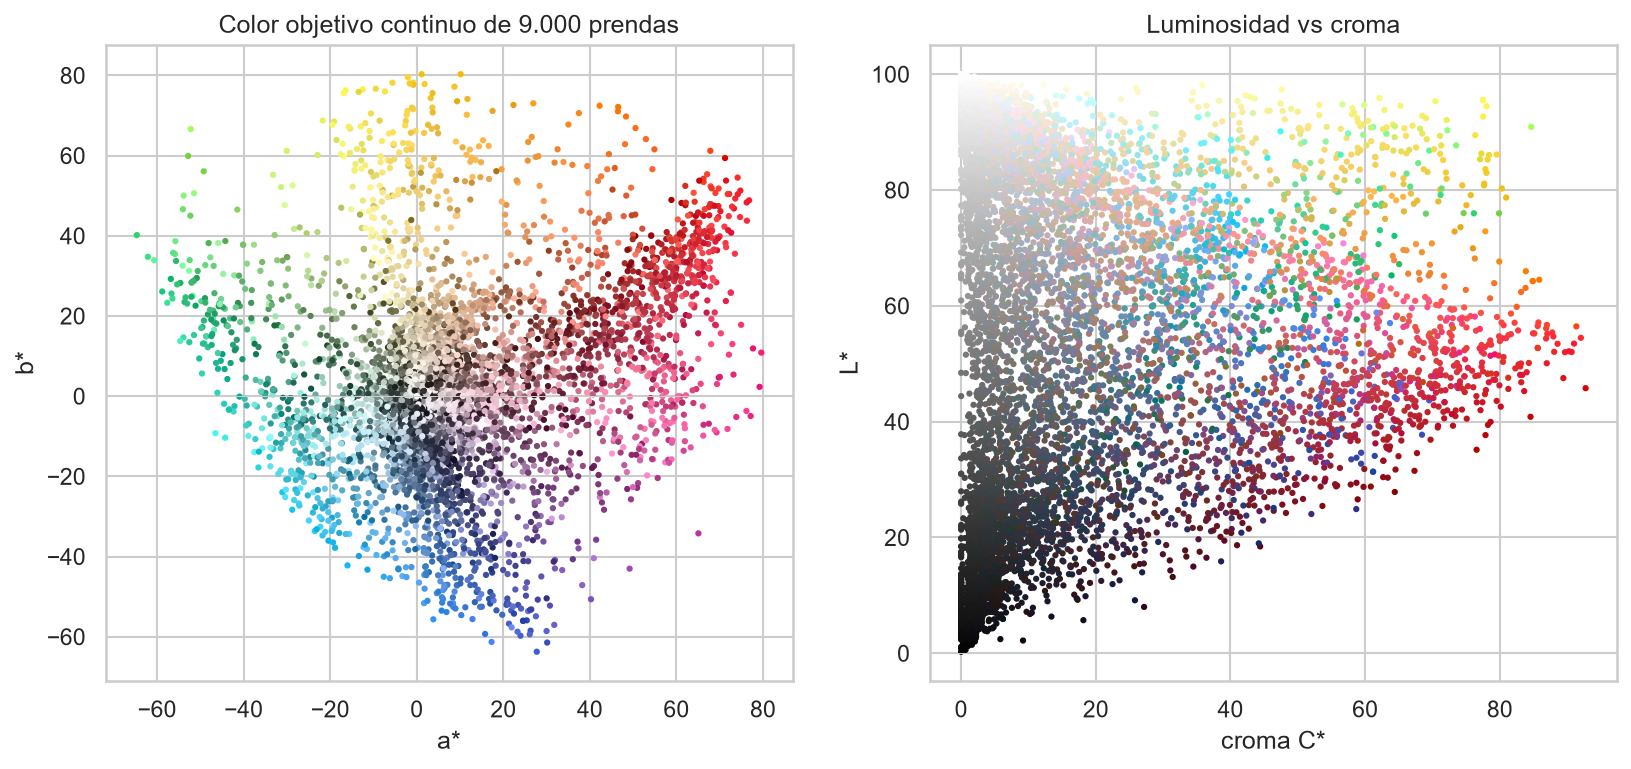 Color objetivo continuo de 9.000 prendas
80
60
40
20
0
−20
−40
−60
b*
−60 −40 −20 0 20 40 60 80
a*
Luminosidad vs croma
100
80
60
40
20
0
L*
0 20 40 60 80
croma C*